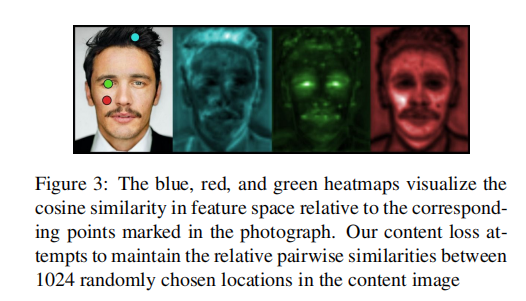 Figure 3: The blue, red, and green heatmaps visualize the
cosine similarity in feature space relative to the correspond-
ing points marked in the photograph. Our content loss at-
tempts to maintain the relative pairwise similarities between
1024 randomly chosen locations in the content image